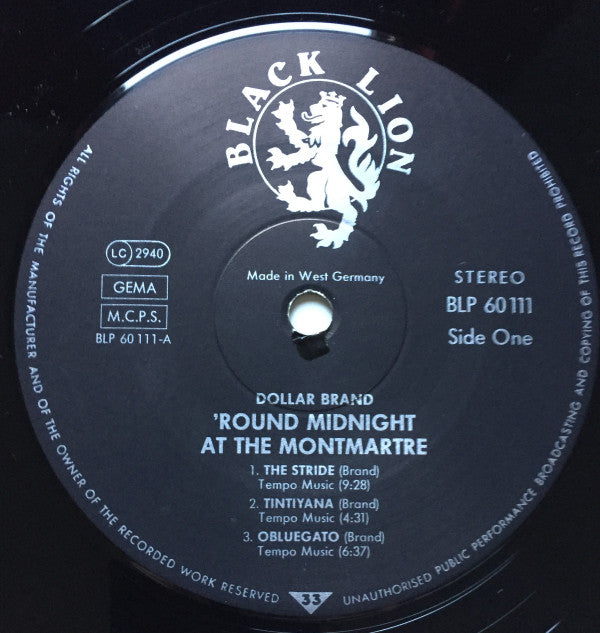 BLACK LION
LC 2940
GEMA
M.C.P.S.
BLP 60 111-A
Made in West Germany
STEREO
BLP 60 111
Side One
DOLLAR BRAND
'ROUND MIDNIGHT
AT THE MONTMARTRE
1. THE STRIDE (Brand)
Tempo Music (9:28)
2. TINTIYANA (Brand)
Tempo Music (4:31)
3. OBLUEGATO (Brand)
Tempo Music (6:37)
ALL RIGHTS OF THE MANUFACTURER AND OF THE OWNER OF THE RECORDED WORK RESERVED
33
UNAUTHORISED PUBLIC PERFORMANCE BROADCASTING AND COPYING OF THIS RECORD PROHIBITED